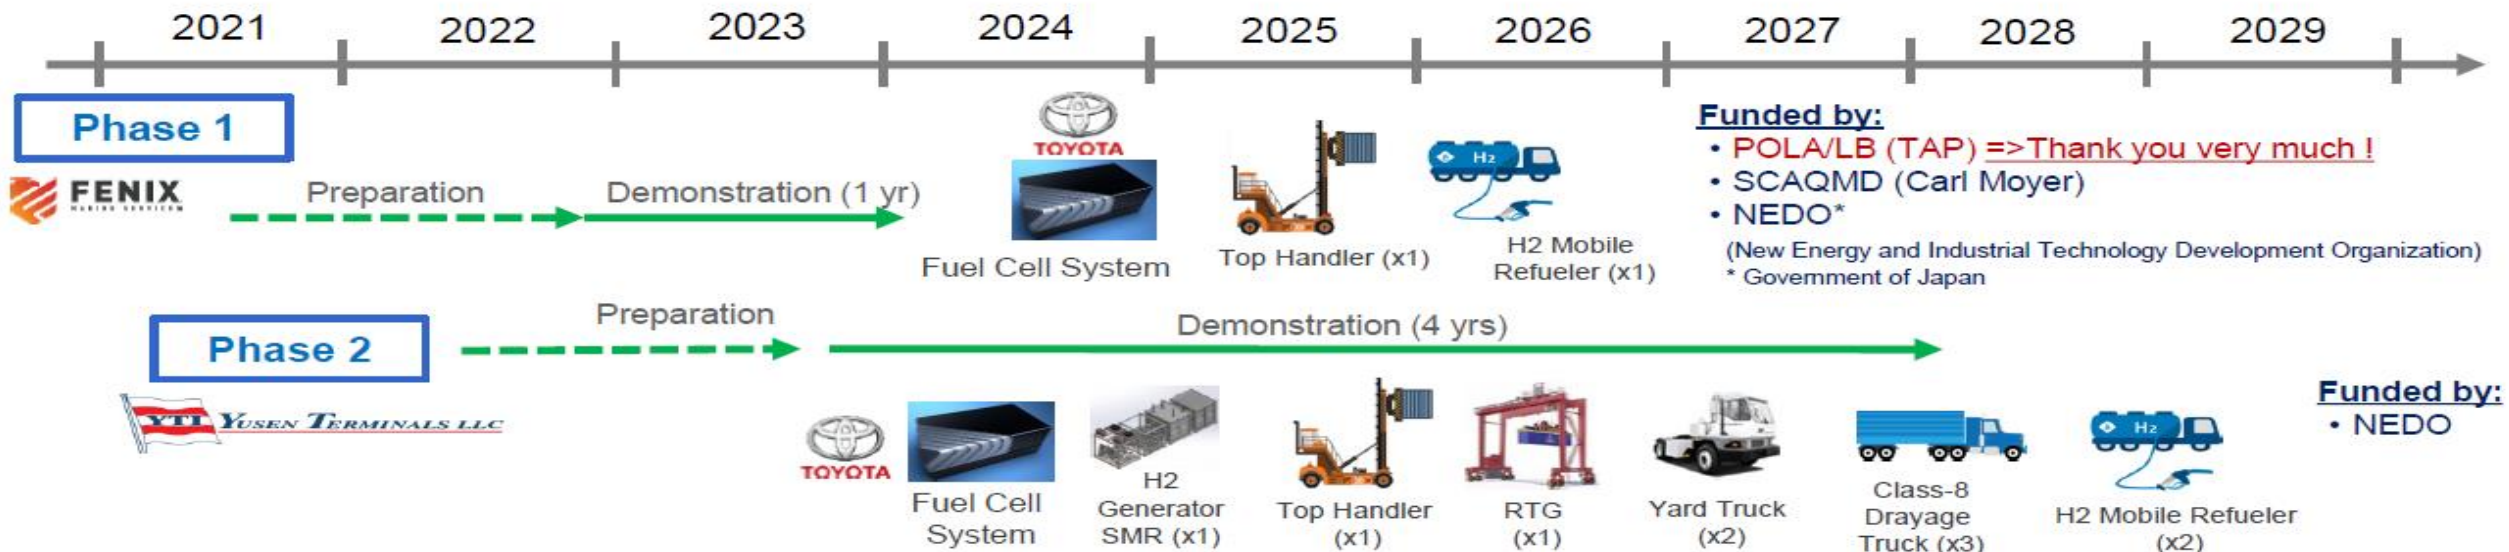 2021 2022 2023 2024 2025 2026 2027 2028 2029
Phase 1
FENIX
MARINE SERVICES
Preparation
Demonstration (1 yr)
TOYOTA
Fuel Cell System
Top Handler (x1)
H2
H2 Mobile
Refueler (x1)
Funded by:
• POLA/LB (TAP) =>Thank you very much !
• SCAQMD (Carl Moyer)
• NEDO*
(New Energy and Industrial Technology Development Organization)
* Government of Japan
Phase 2
YTI YUSEN TERMINALS LLC
Preparation
Demonstration (4 yrs)
TOYOTA
Fuel Cell
System
H2
Generator
SMR (x1)
Top Handler
(x1)
RTG
(x1)
Yard Truck
(x2)
Class-8
Drayage
Truck (x3)
H2
H2 Mobile Refueler
(x2)
Funded by:
• NEDO